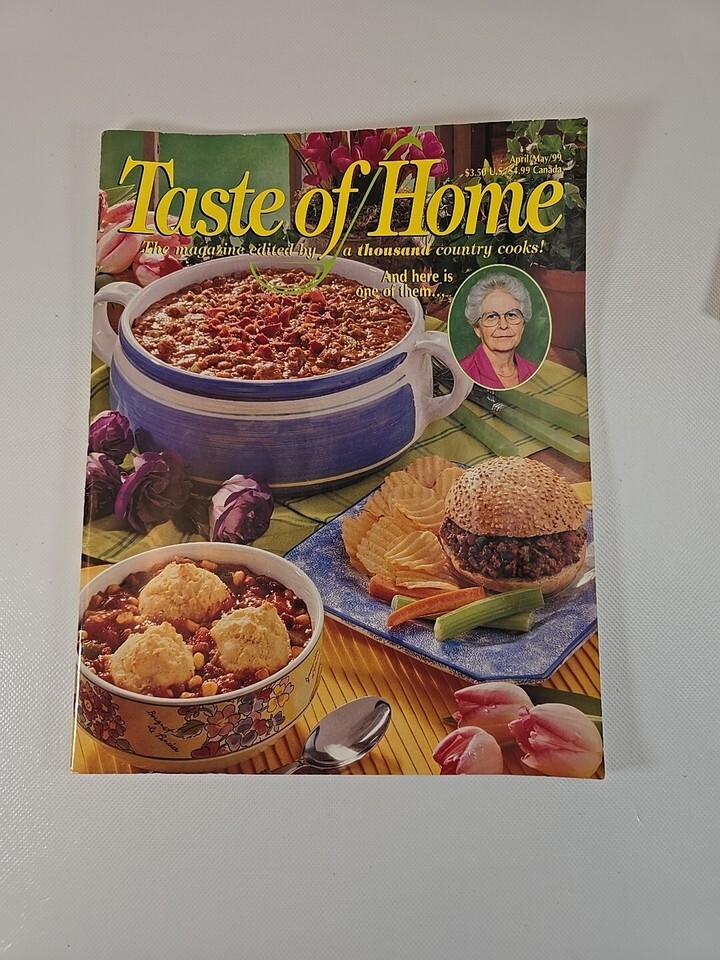 April/May/99
$3.50 U.S. $4.99 Canada
Taste of Home
The magazine edited by a thousand country cooks!
And here is
one of them...